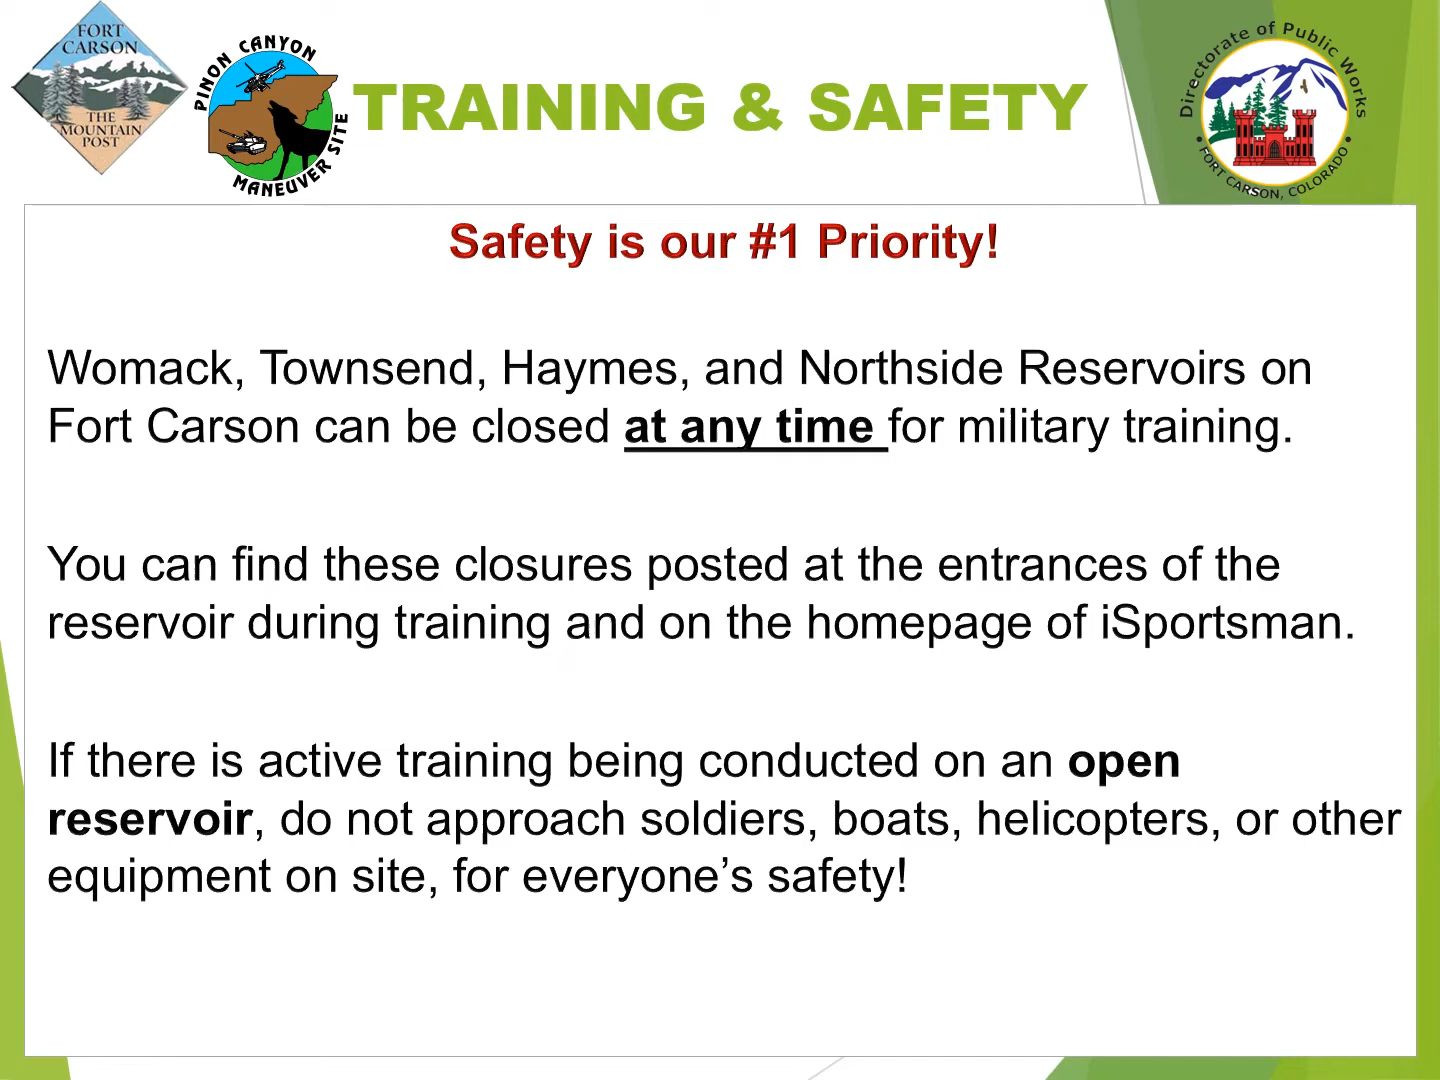 FORT
CARSON
THE
MOUNTAIN
POST
PINON CANYON
MANEUVER SITE
TRAINING & SAFETY
Directorate of Public Works
• FORT CARSON, COLORADO •
Safety is our #1 Priority!
Womack, Townsend, Haymes, and Northside Reservoirs on
Fort Carson can be closed at any time for military training.
You can find these closures posted at the entrances of the
reservoir during training and on the homepage of iSportsman.
If there is active training being conducted on an open
reservoir, do not approach soldiers, boats, helicopters, or other
equipment on site, for everyone’s safety!